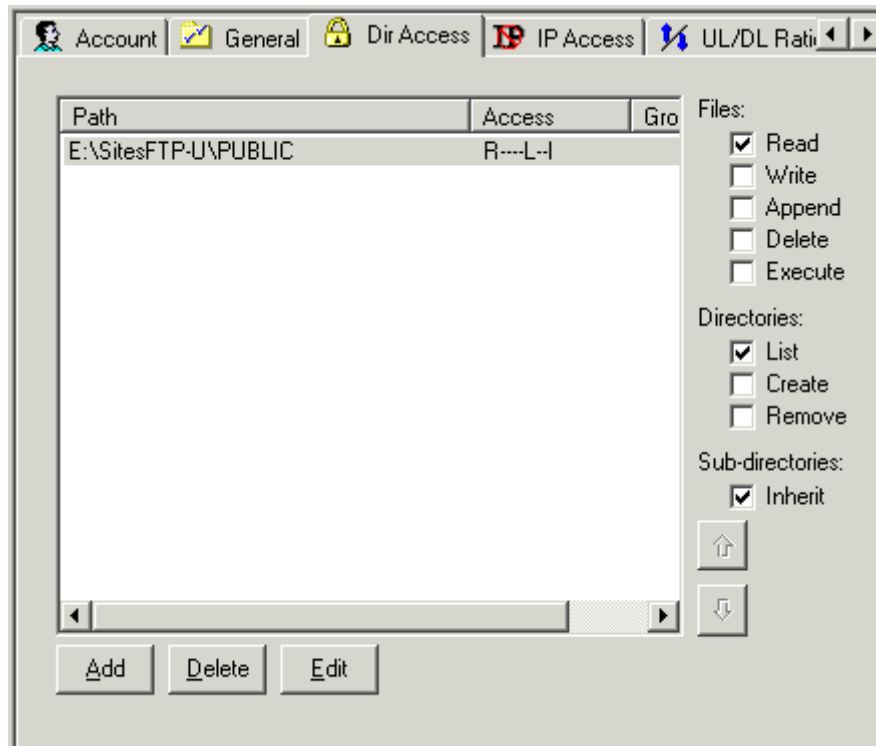 Account General Dir Access IP Access UL/DL Rati
Path Access Gro
E:\SitesFTP-U\PUBLIC R----L--I
Files:
Read
Write
Append
Delete
Execute
Directories:
List
Create
Remove
Sub-directories:
Inherit
Add Delete Edit